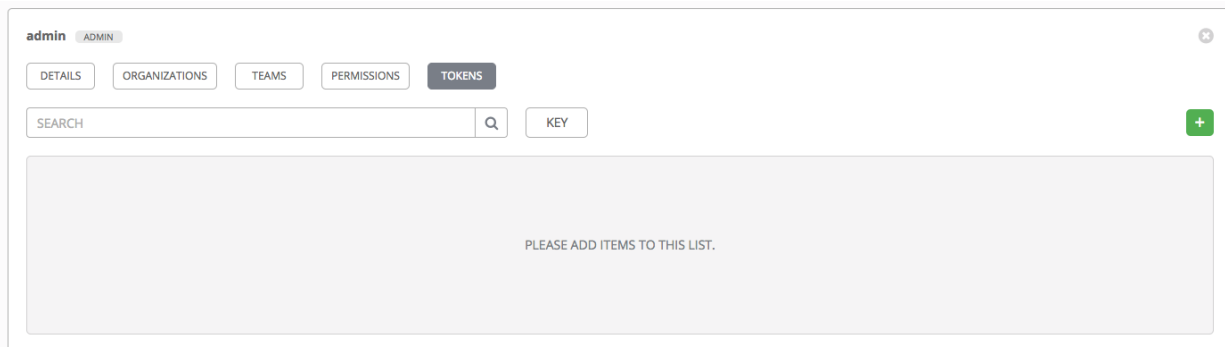 admin ADMIN
DETAILS ORGANIZATIONS TEAMS PERMISSIONS TOKENS
SEARCH KEY +
PLEASE ADD ITEMS TO THIS LIST.